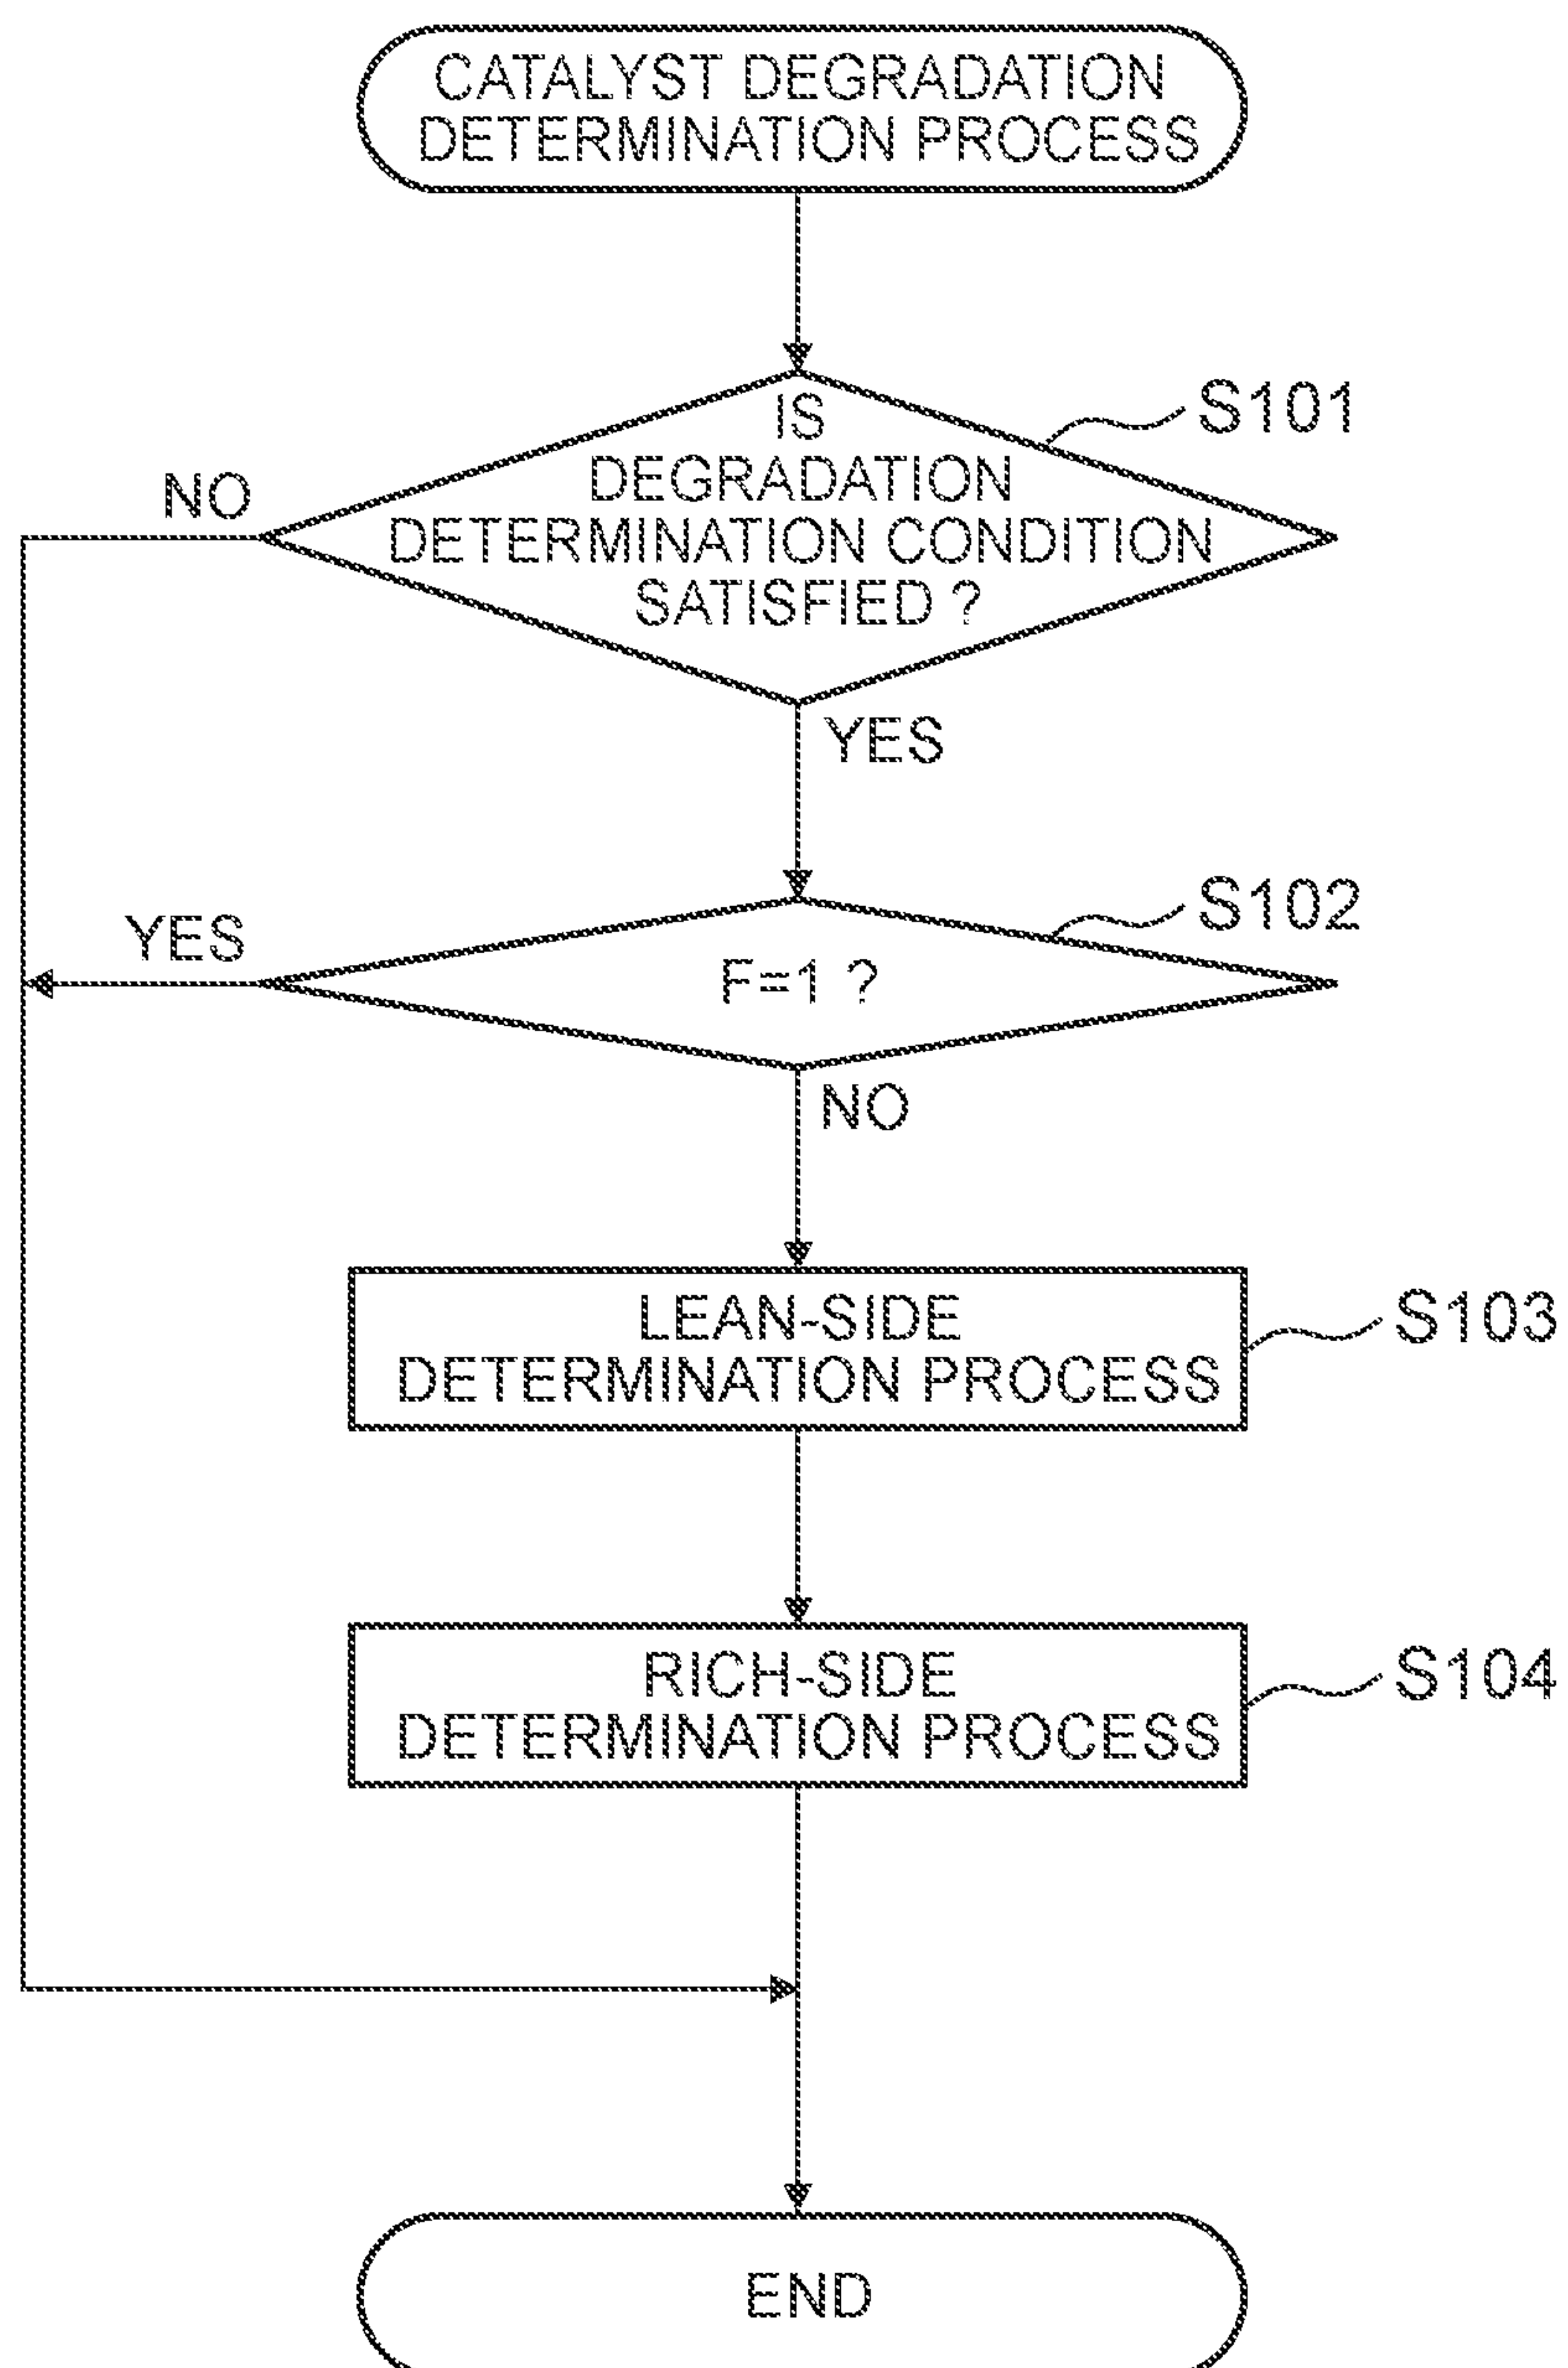 CATALYST DEGRADATION
DETERMINATION PROCESS
S101
IS
DEGRADATION
DETERMINATION CONDITION
SATISFIED ?
NO
YES
S102
YES
F=1 ?
NO
LEAN-SIDE
DETERMINATION PROCESS
S103
RICH-SIDE
DETERMINATION PROCESS
S104
END